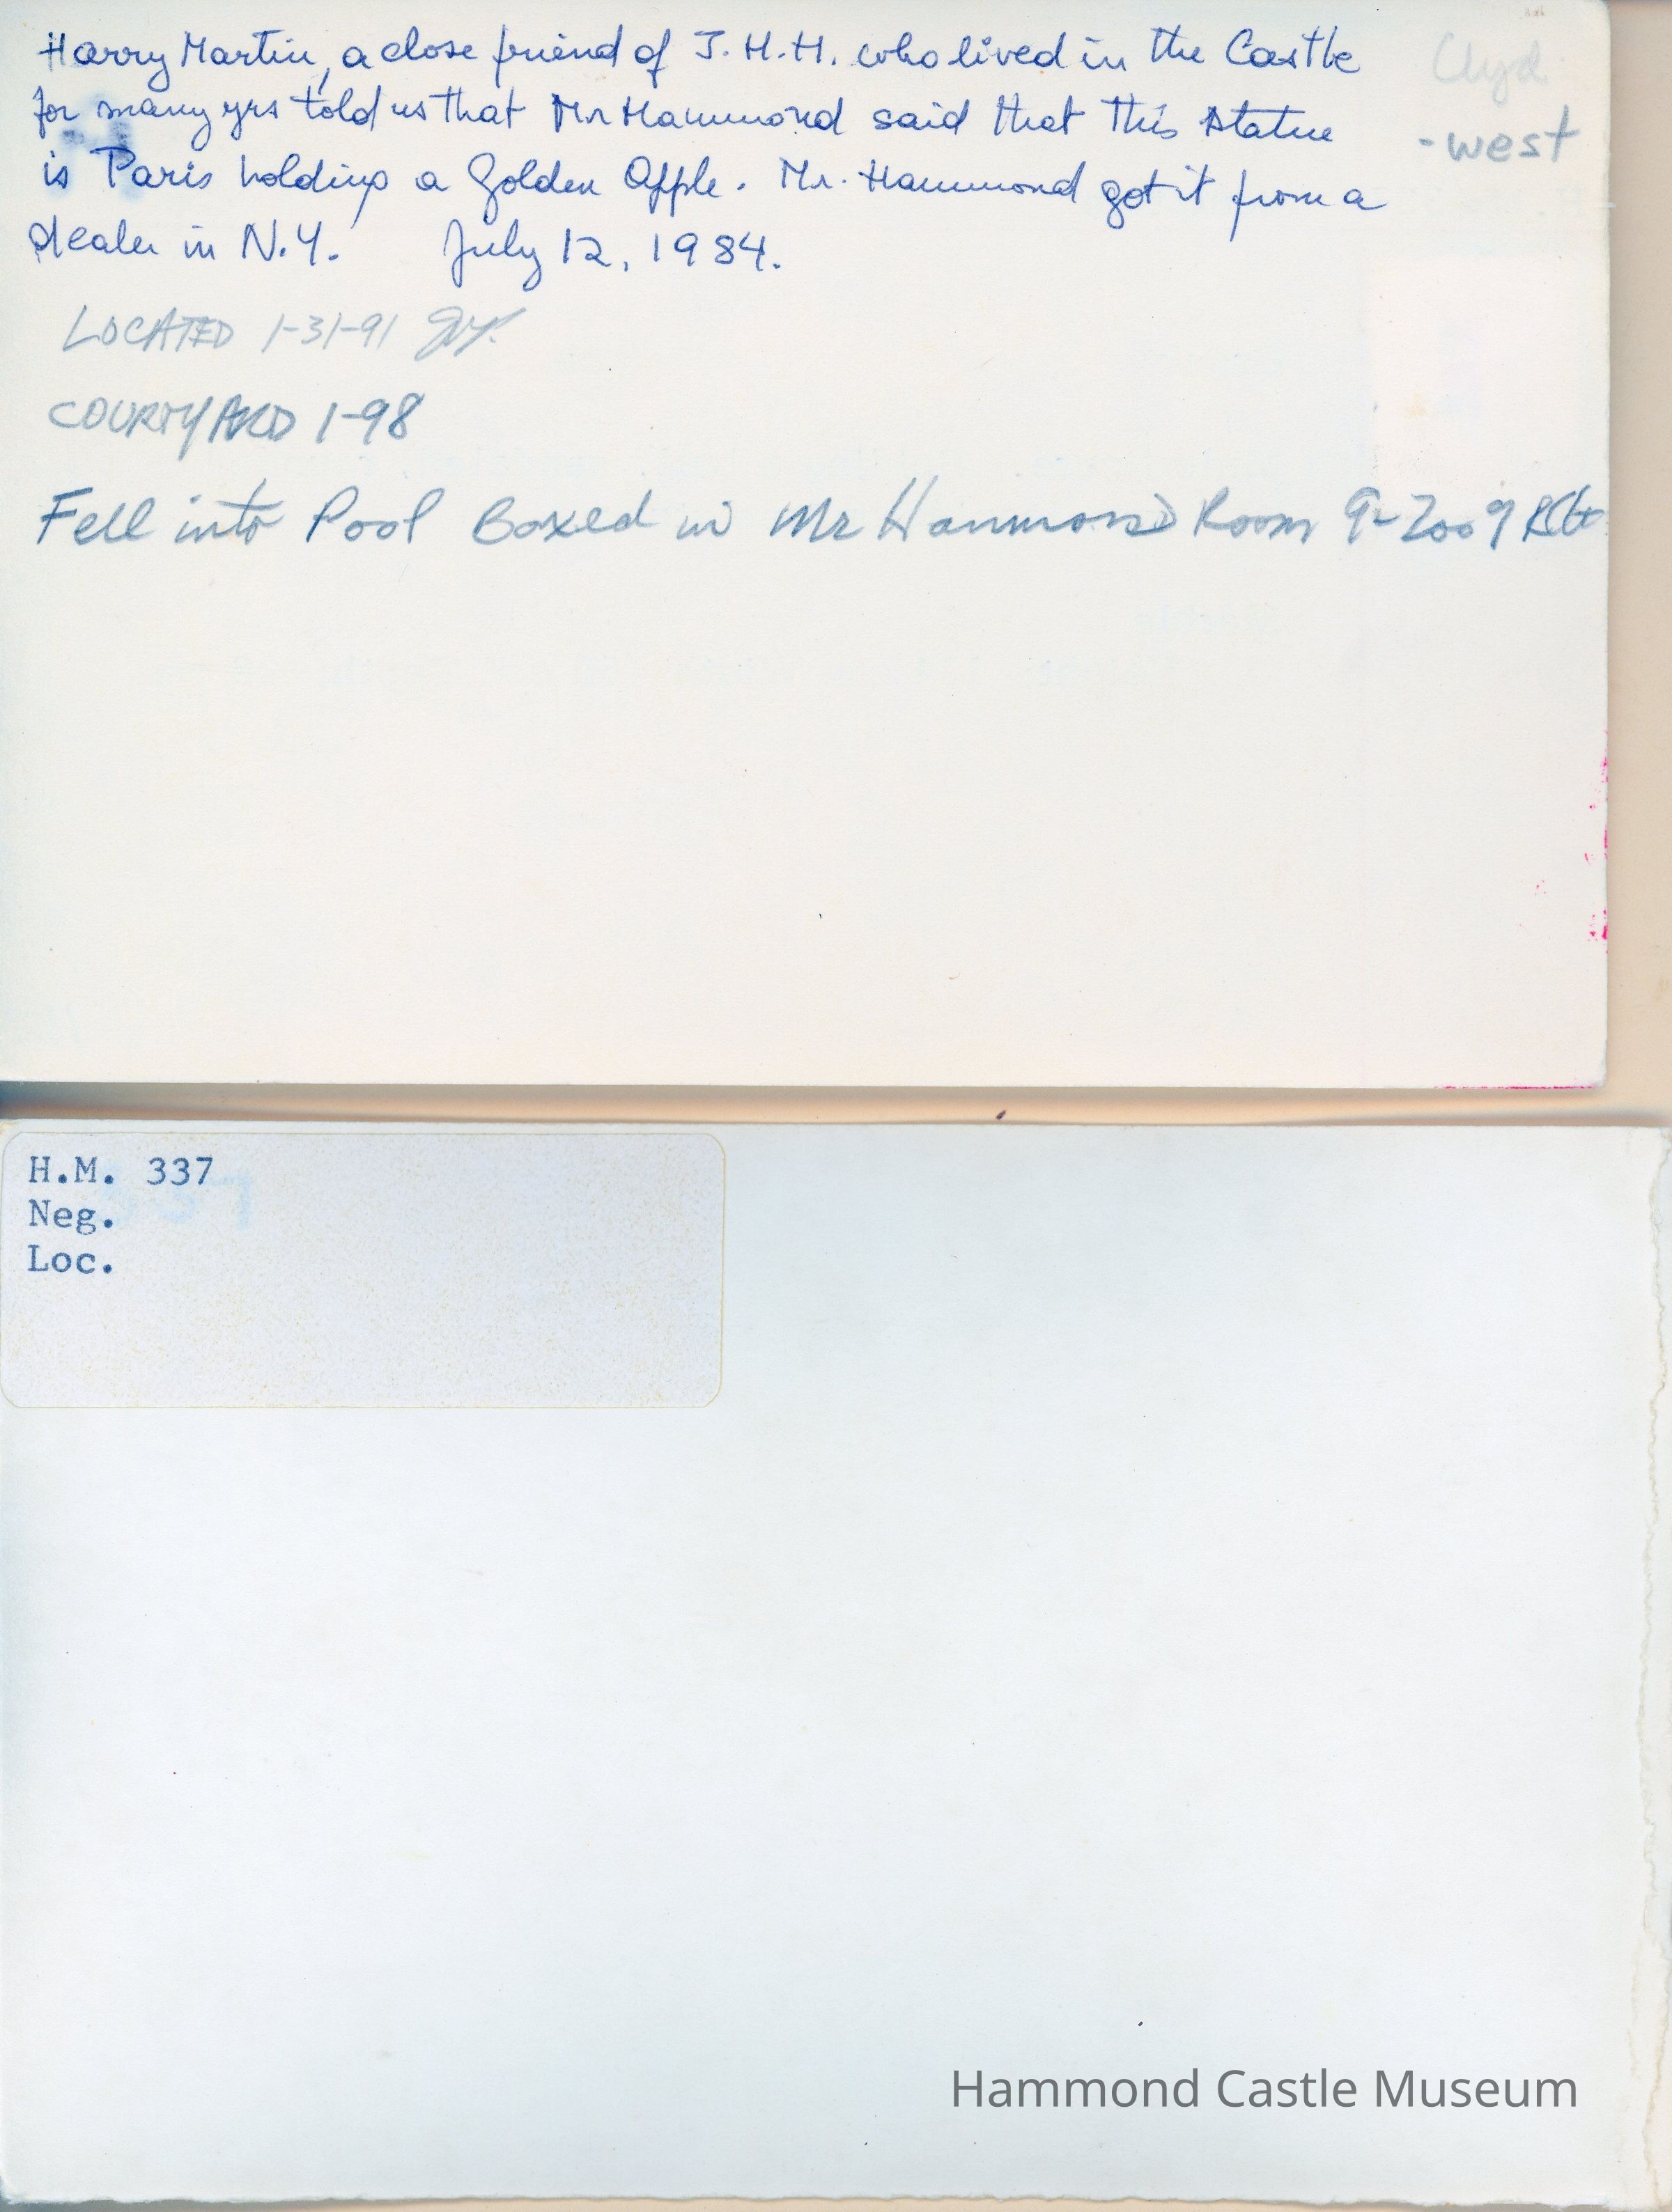 Harry Martin, a close friend of J.H.H. who lived in the Castle
for many yrs told us that Mr Hammond said that this statue
is Paris holding a Golden Apple. Mr. Hammond got it from a
dealer in N.Y. July 12, 1984.
-west
LOCATED 1-31-91
COURTYARD 1-98
Fell into Pool Boxed in Mr Hammond Room 9-2009
H.M. 337
Neg.
Loc.
Hammond Castle Museum